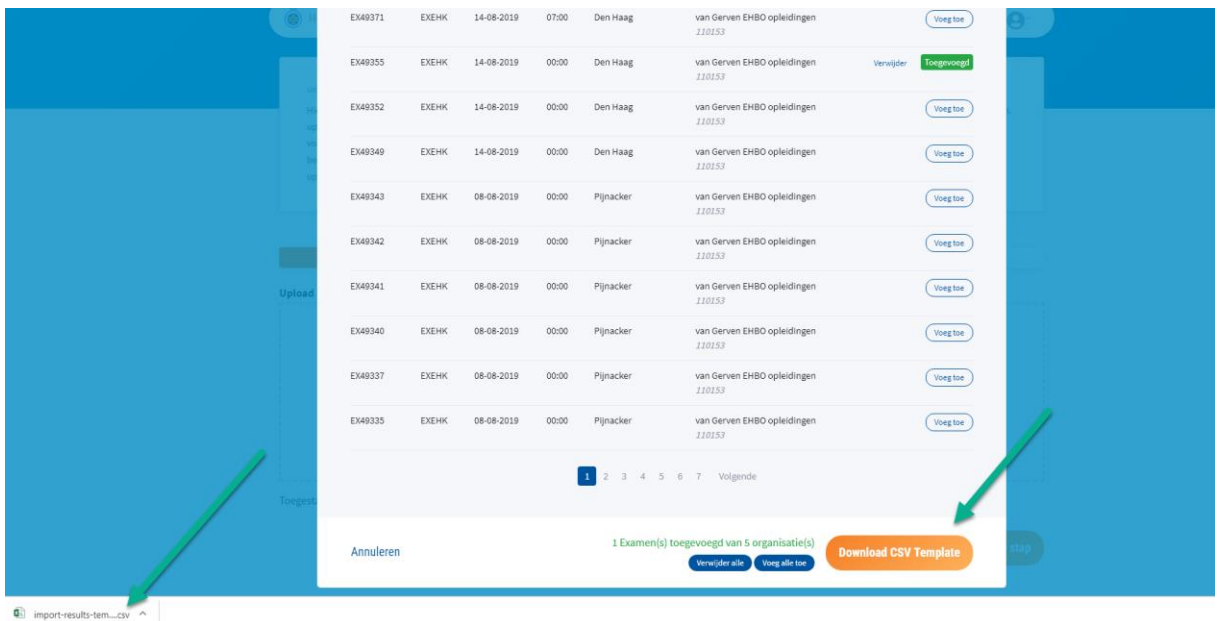 EX49371 EXEHK 14-08-2019 07:00 Den Haag van Gerven EHBO opleidingen Voeg toe
110153
EX49355 EXEHK 14-08-2019 00:00 Den Haag van Gerven EHBO opleidingen Verwijder Toegevoegd
110153
EX49352 EXEHK 14-08-2019 00:00 Den Haag van Gerven EHBO opleidingen Voeg toe
110153
EX49349 EXEHK 14-08-2019 00:00 Den Haag van Gerven EHBO opleidingen Voeg toe
110153
EX49343 EXEHK 08-08-2019 00:00 Pijnacker van Gerven EHBO opleidingen Voeg toe
110153
EX49342 EXEHK 08-08-2019 00:00 Pijnacker van Gerven EHBO opleidingen Voeg toe
110153
Upload
EX49341 EXEHK 08-08-2019 00:00 Pijnacker van Gerven EHBO opleidingen Voeg toe
110153
EX49340 EXEHK 08-08-2019 00:00 Pijnacker van Gerven EHBO opleidingen Voeg toe
110153
EX49337 EXEHK 08-08-2019 00:00 Pijnacker van Gerven EHBO opleidingen Voeg toe
110153
EX49335 EXEHK 08-08-2019 00:00 Pijnacker van Gerven EHBO opleidingen Voeg toe
110153
1 2 3 4 5 6 7 Volgende
Annuleren
1 Examen(s) toegevoegd van 5 organisatie(s)
Verwijder alle Voeg alle toe
Download CSV Template
stap
import-results-tem....csv